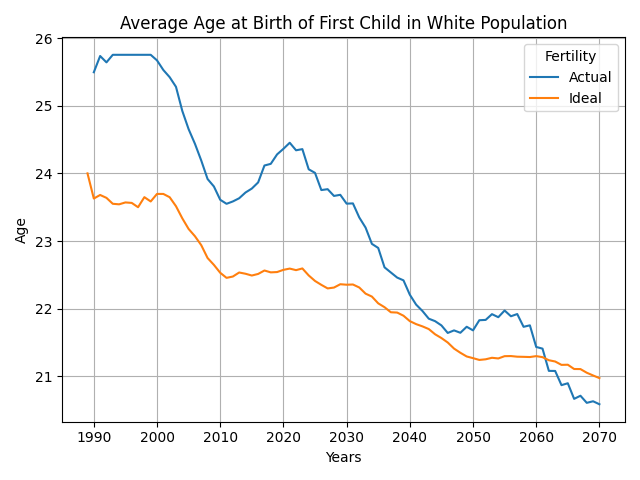 Average Age at Birth of First Child in White Population
26
25
24
23
22
21
Age
Fertility
Actual
Ideal
1990 2000 2010 2020 2030 2040 2050 2060 2070
Years